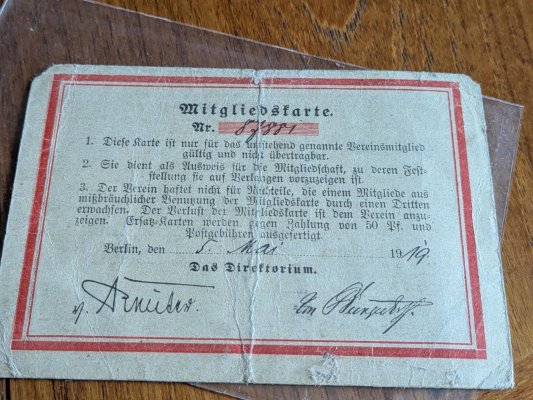 Mitgliedskarte.
Nr. 87881
1. Diese Karte ist nur für das umstehend genannte Vereinsmitglied
gültig und nicht übertragbar.
2. Sie dient als Ausweis für die Mitgliedschaft, zu deren Fest-
stellung sie auf Verlangen vorzuzeigen ist.
3. Der Verein haftet nicht für Nachteile, die einem Mitgliede aus
mißbräuchlicher Benutzung der Mitgliedskarte durch einen Dritten
erwachsen. Der Verlust der Mitgliedskarte ist dem Verein anzu-
zeigen. Ersatz-Karten werden gegen Zahlung von 50 Pf. und
Postgebühren ausgefertigt.
Berlin, den 5. Mai 1919
Das Direktorium.
v.